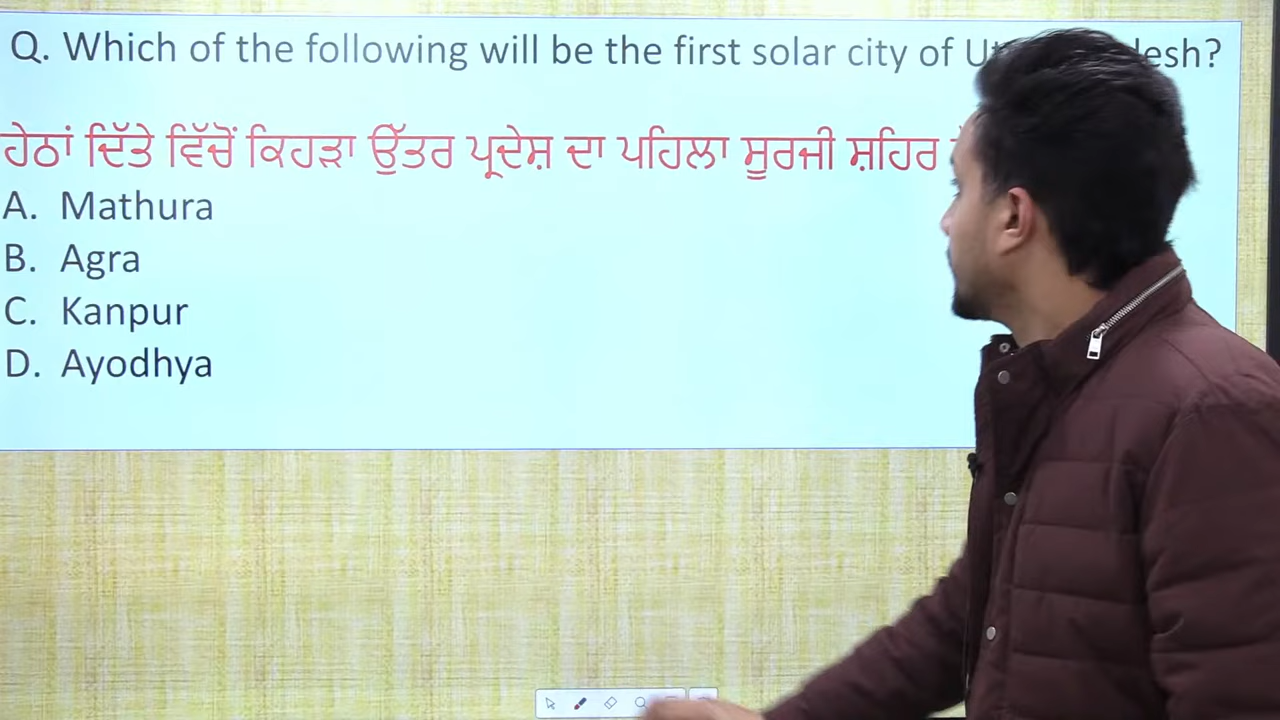 Q. Which of the following will be the first solar city of esh?
ਹੇਠਾਂ ਦਿੱਤੇ ਵਿੱਚੋਂ ਕਿਹੜਾ ਉੱਤਰ ਪ੍ਰਦੇਸ਼ ਦਾ ਪਹਿਲਾ ਸੂਰਜੀ ਸ਼ਹਿਰ
A. Mathura
B. Agra
C. Kanpur
D. Ayodhya